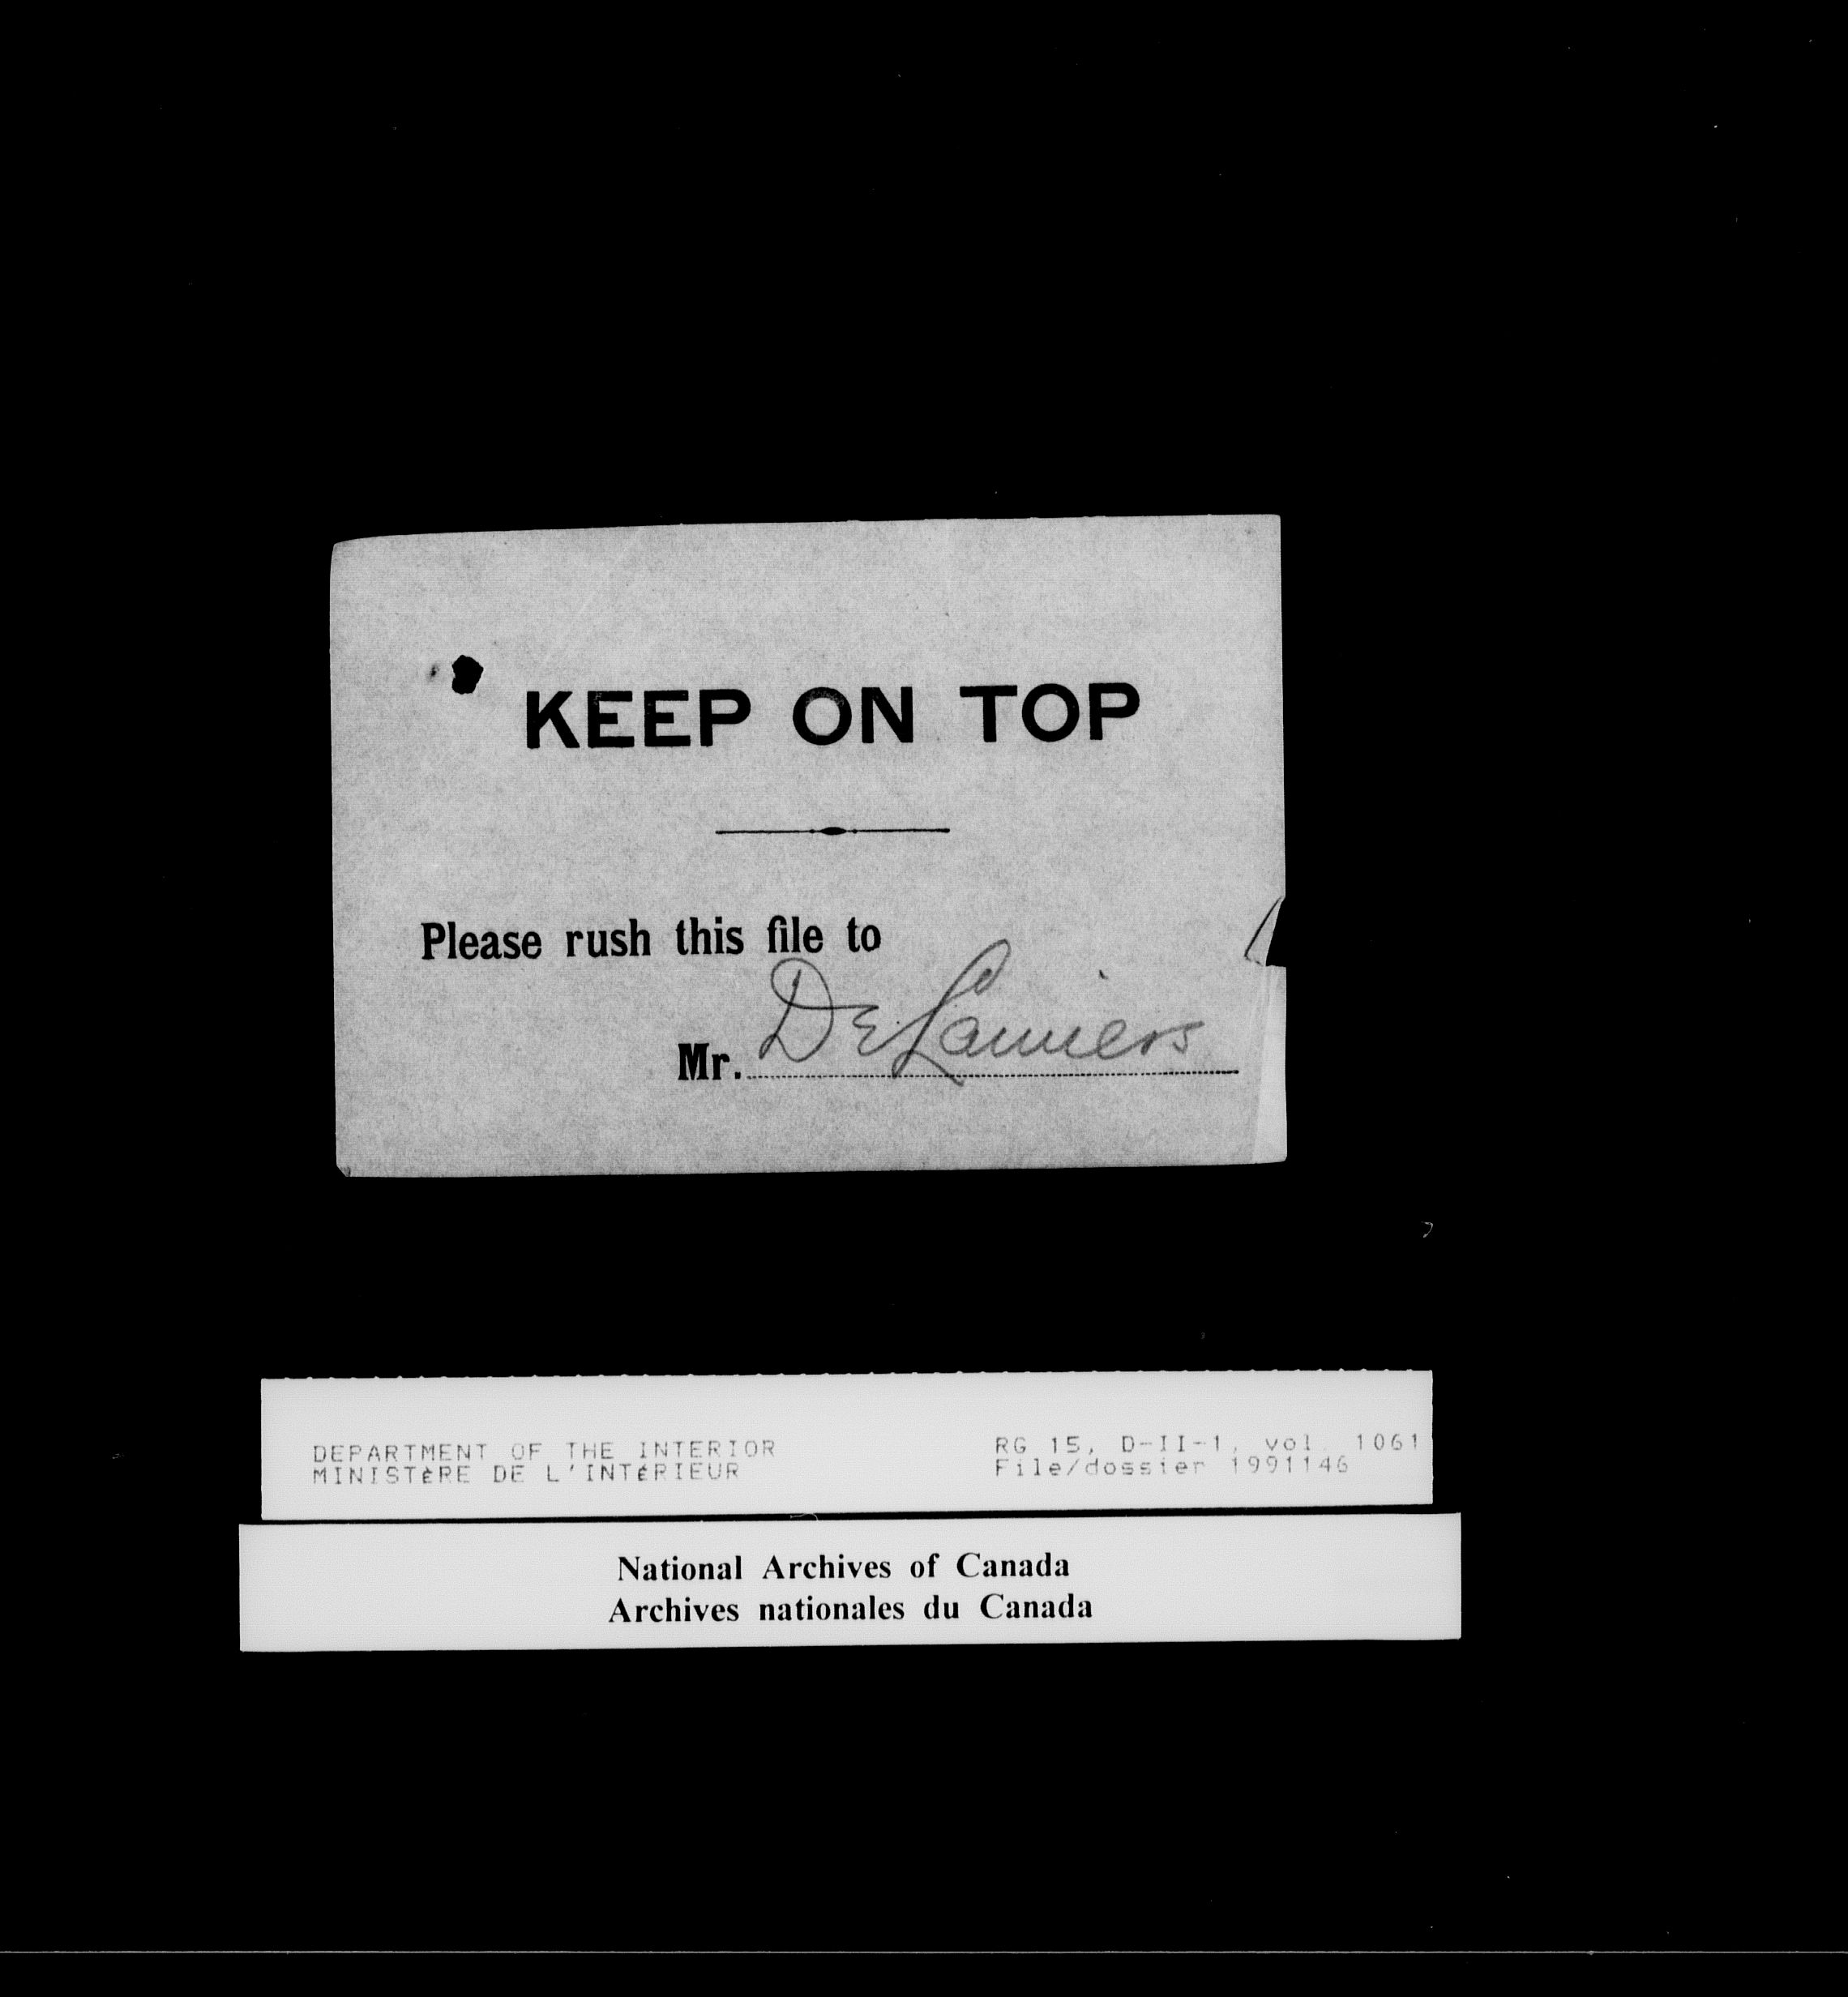 KEEP ON TOP
Please rush this file to
Mr.
DEPARTMENT OF THE INTERIOR
MINISTÈRE DE L'INTÉRIEUR
RG 15, D-II-1, vol. 1061
File/dossier 1991146
National Archives of Canada
Archives nationales du Canada